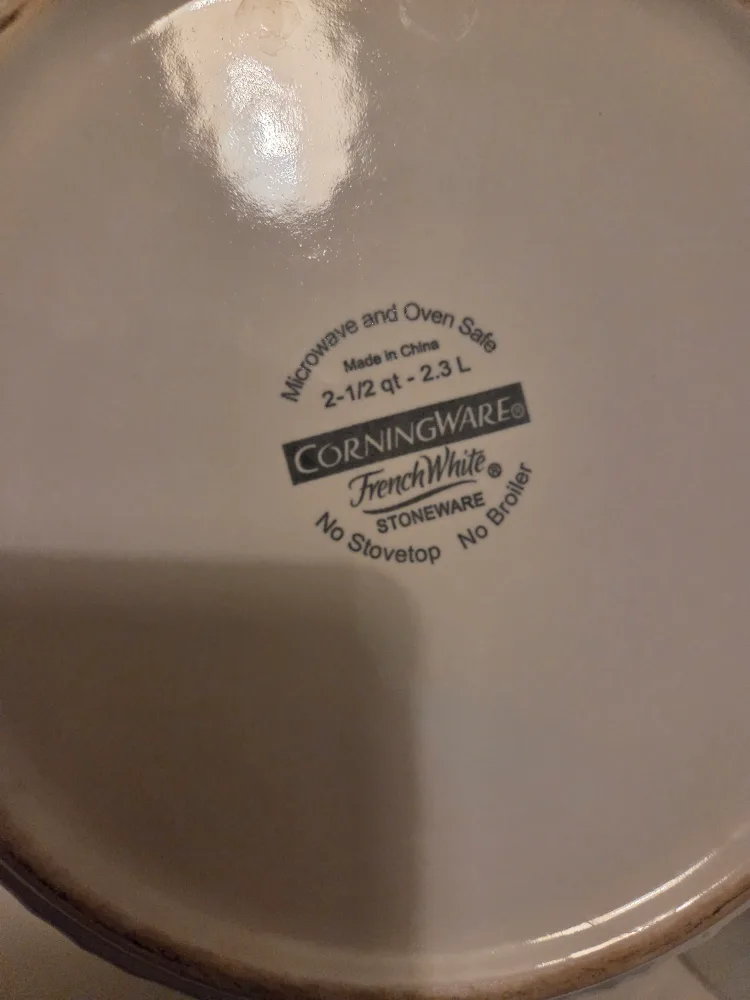 Microwave and Oven Safe
Made in China
2-1/2 qt - 2.3 L
CORNINGWARE®
French White®
STONEWARE
No Stovetop No Broiler